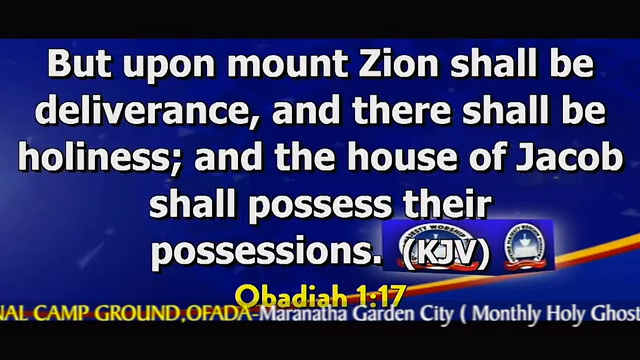 But upon mount Zion shall be
deliverance, and there shall be
holiness; and the house of Jacob
shall possess their
possessions. (KJV)
Obadiah 1:17
NAL CAMP GROUND,OFADA-Maranatha Garden City ( Monthly Holy Ghost